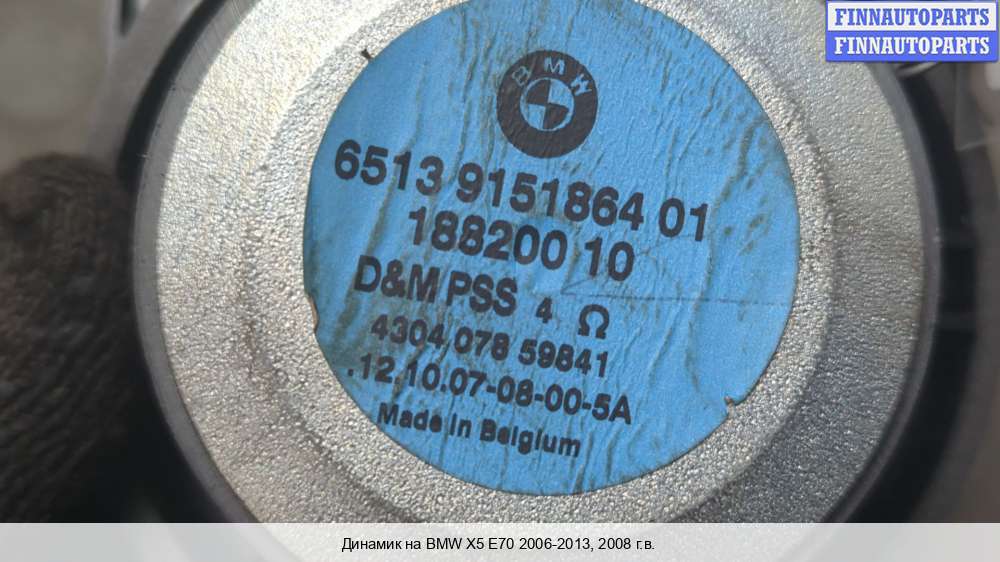 FINNAUTOPARTS
FINNAUTOPARTS
BMW
6513 9151864 01
188200 10
D&M PSS 4 Ω
4304 078 59841
.12.10.07-08-00-5A
Made in Belgium
Динамик на BMW X5 E70 2006-2013, 2008 г.в.